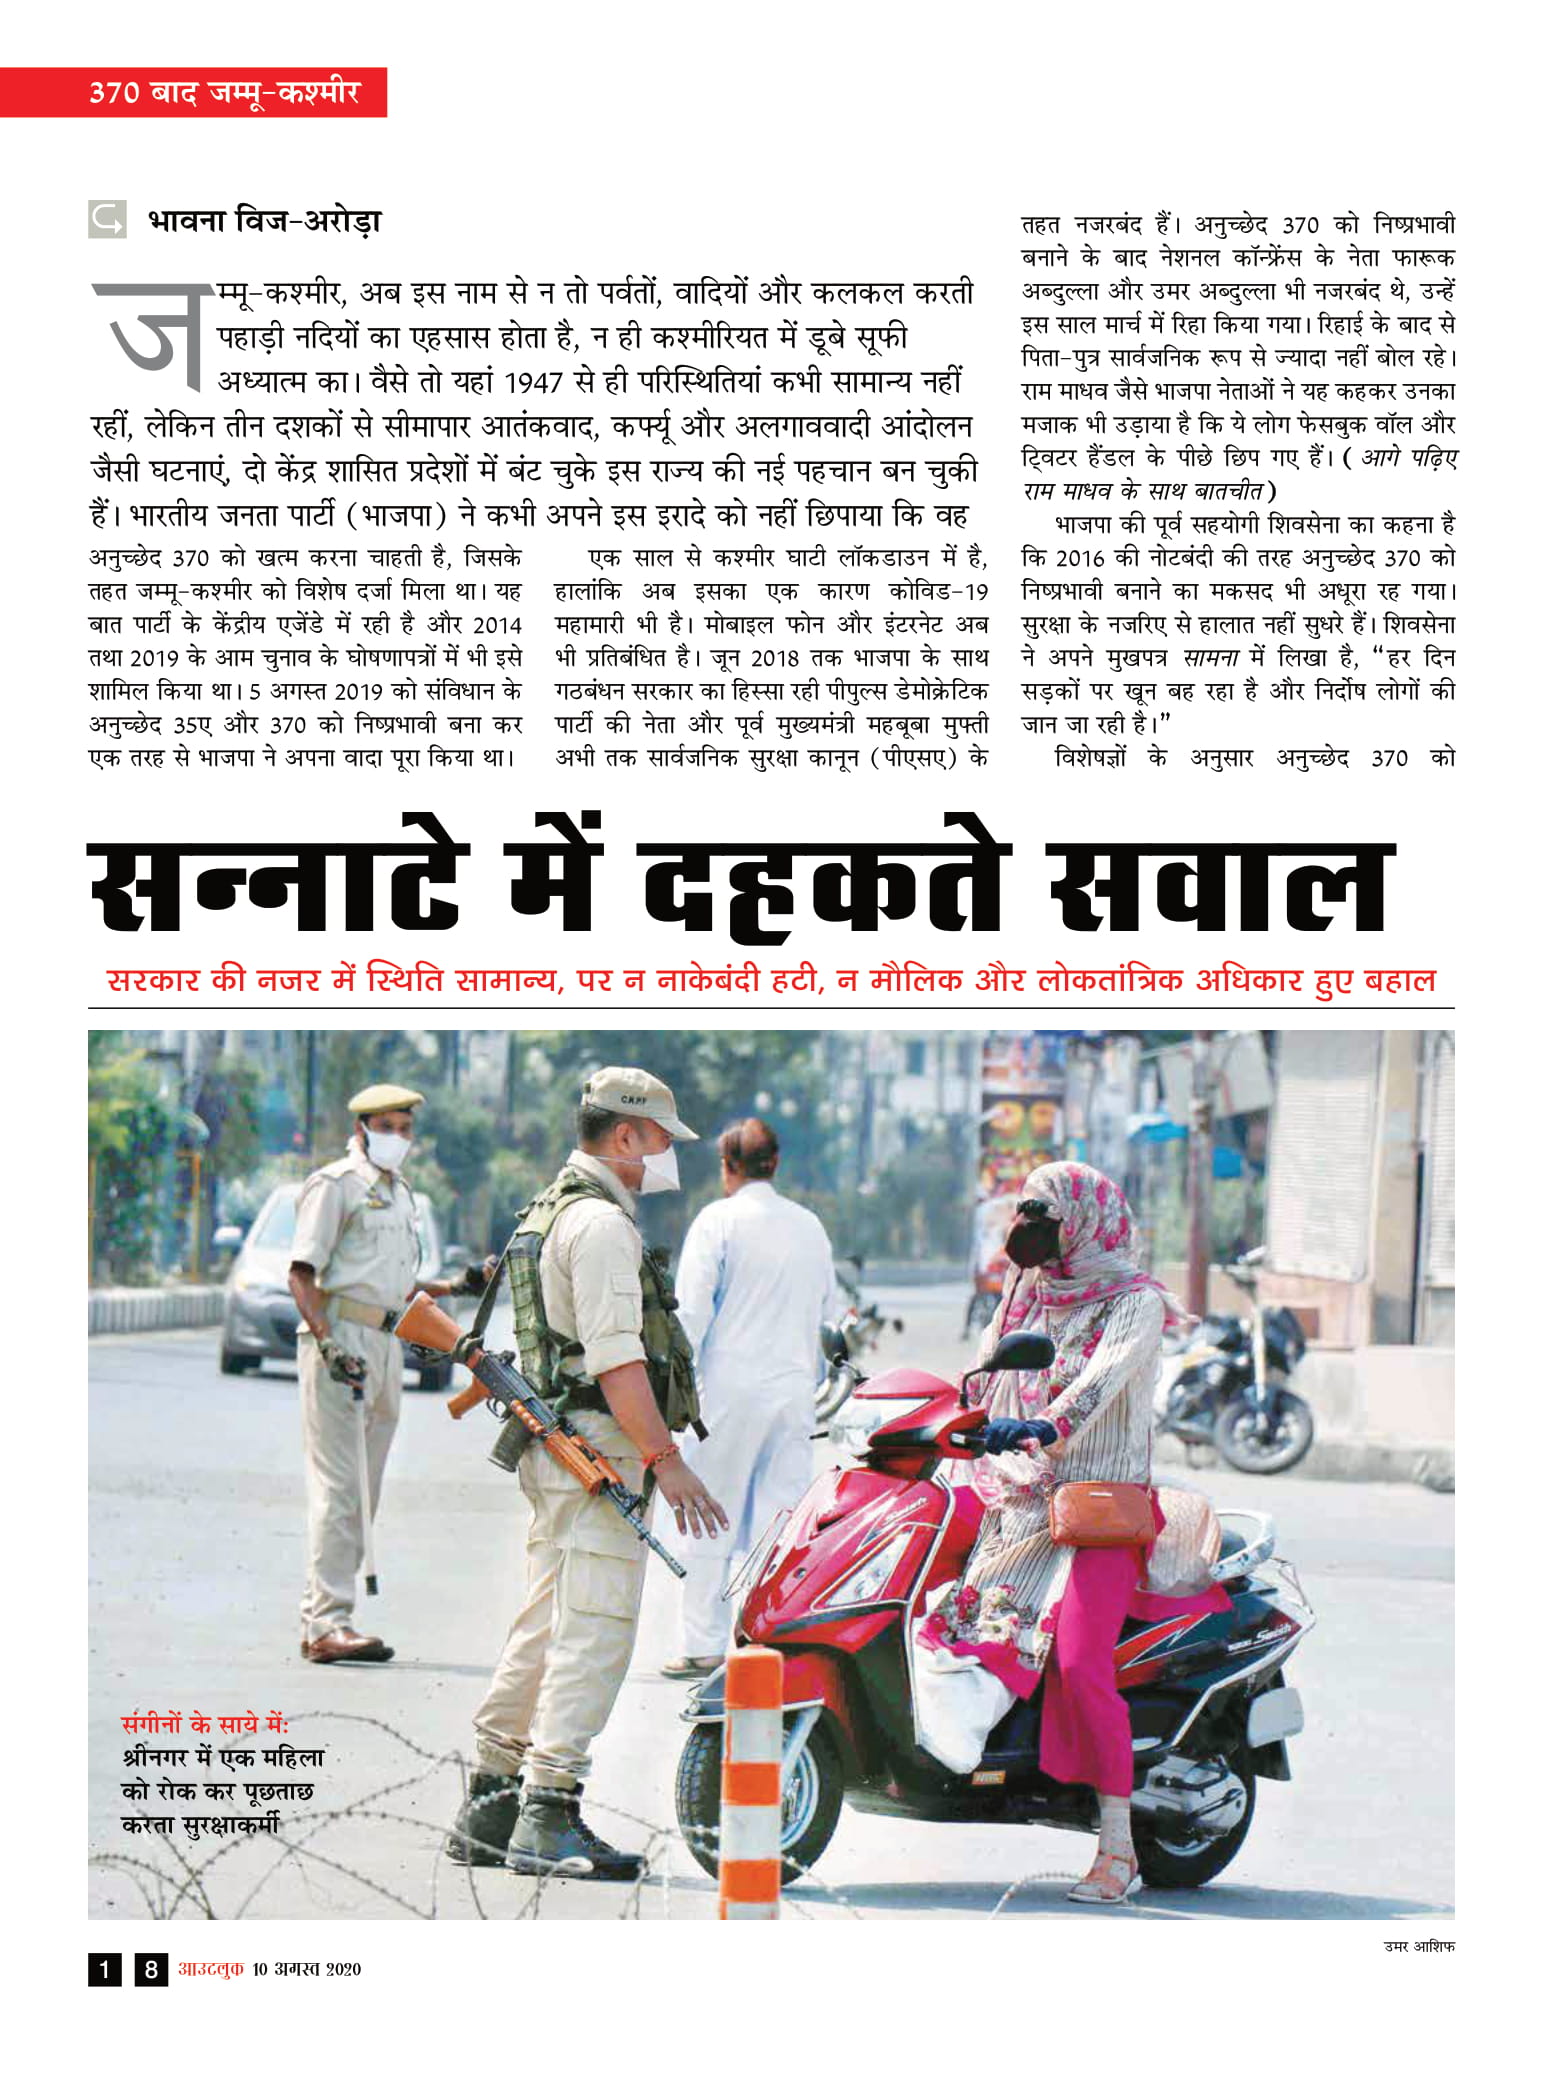 370 बाद जम्मू-कश्मीर
भावना विज-अरोड़ा
जम्मू-कश्मीर, अब इस नाम से न तो पर्वतों, वादियों और कलकल करती
पहाड़ी नदियों का एहसास होता है, न ही कश्मीरियत में डूबे सूफी
अध्यात्म का। वैसे तो यहां 1947 से ही परिस्थितियां कभी सामान्य नहीं
रहीं, लेकिन तीन दशकों से सीमापार आतंकवाद, कर्फ्यू और अलगाववादी आंदोलन
जैसी घटनाएं, दो केंद्र शासित प्रदेशों में बंट चुके इस राज्य की नई पहचान बन चुकी
हैं। भारतीय जनता पार्टी (भाजपा) ने कभी अपने इस इरादे को नहीं छिपाया कि वह
अनुच्छेद 370 को खत्म करना चाहती है, जिसके
तहत जम्मू-कश्मीर को विशेष दर्जा मिला था। यह
बात पार्टी के केंद्रीय एजेंडे में रही है और 2014
तथा 2019 के आम चुनाव के घोषणापत्रों में भी इसे
शामिल किया था। 5 अगस्त 2019 को संविधान के
अनुच्छेद 35ए और 370 को निष्प्रभावी बना कर
एक तरह से भाजपा ने अपना वादा पूरा किया था।
एक साल से कश्मीर घाटी लॉकडाउन में है,
हालांकि अब इसका एक कारण कोविड-19
महामारी भी है। मोबाइल फोन और इंटरनेट अब
भी प्रतिबंधित है। जून 2018 तक भाजपा के साथ
गठबंधन सरकार का हिस्सा रही पीपुल्स डेमोक्रेटिक
पार्टी की नेता और पूर्व मुख्यमंत्री महबूबा मुफ्ती
अभी तक सार्वजनिक सुरक्षा कानून (पीएसए) के
तहत नजरबंद हैं। अनुच्छेद 370 को निष्प्रभावी
बनाने के बाद नेशनल कॉन्फ्रेंस के नेता फारूक
अब्दुल्ला और उमर अब्दुल्ला भी नजरबंद थे, उन्हें
इस साल मार्च में रिहा किया गया। रिहाई के बाद से
पिता-पुत्र सार्वजनिक रूप से ज्यादा नहीं बोल रहे।
राम माधव जैसे भाजपा नेताओं ने यह कहकर उनका
मजाक भी उड़ाया है कि ये लोग फेसबुक वॉल और
ट्विटर हैंडल के पीछे छिप गए हैं। ( आगे पढ़िए
राम माधव के साथ बातचीत)
भाजपा की पूर्व सहयोगी शिवसेना का कहना है
कि 2016 की नोटबंदी की तरह अनुच्छेद 370 को
निष्प्रभावी बनाने का मकसद भी अधूरा रह गया।
सुरक्षा के नजरिए से हालात नहीं सुधरे हैं। शिवसेना
ने अपने मुखपत्र सामना में लिखा है, “हर दिन
सड़कों पर खून बह रहा है और निर्दोष लोगों की
जान जा रही है।”
विशेषज्ञों के अनुसार अनुच्छेद 370 को
सन्नाटे में दहकते सवाल
सरकार की नजर में स्थिति सामान्य, पर न नाकेबंदी हटी, न मौलिक और लोकतांत्रिक अधिकार हुए बहाल
C.R.P.F
Swish
Swish
संगीनों के साये में:
श्रीनगर में एक महिला
को रोक कर पूछताछ
करता सुरक्षाकर्मी
उमर आशिफ
1 8 आउटलुक 10 अगस्त 2020